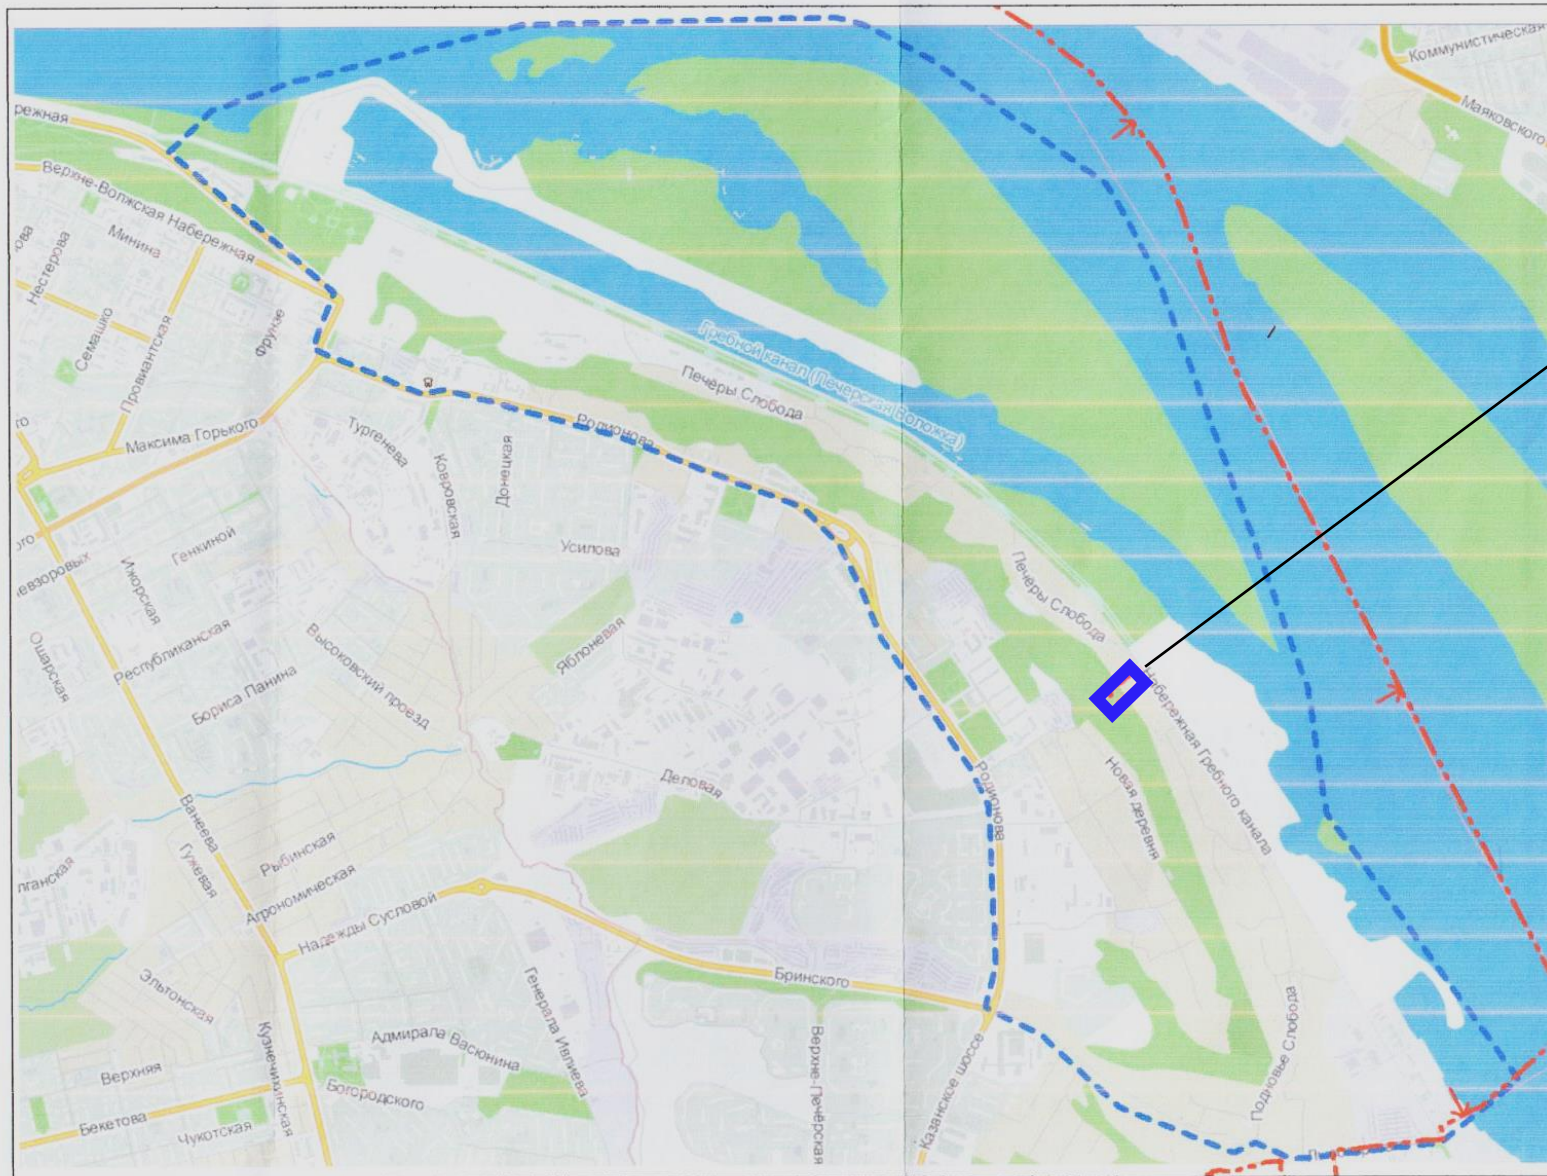 Коммунистическая
Маяковского
режная
Верхне-Волжская Набережная
Минина
Нестерова
Семашко
Провиантская
Фрунзе
Максима Горького
Тургенева
Ковровская
Донецкая
Родионова
Усилова
Печёры Слобода
Гребной канал (Печерская Воложка)
Печёры Слобода
Набережная Гребного канала
Новая деревня
Родионова
Генкиной
Ижорская
евзоровых
Республиканская
Ошарская
Бориса Панина
Высоковский проезд
Яблоневая
Деловая
Ванеева
Гужевая
Рыбинская
Агрономическая
Надежды Сусловой
лганская
Эльтонская
Кузнечихинская
Верхняя
Бекетова
Чукотская
Богородского
Адмирала Васюнина
Генерала Ивлиева
Бринского
Верхне-Печёрская
Казанское шоссе
Подновье Слобода